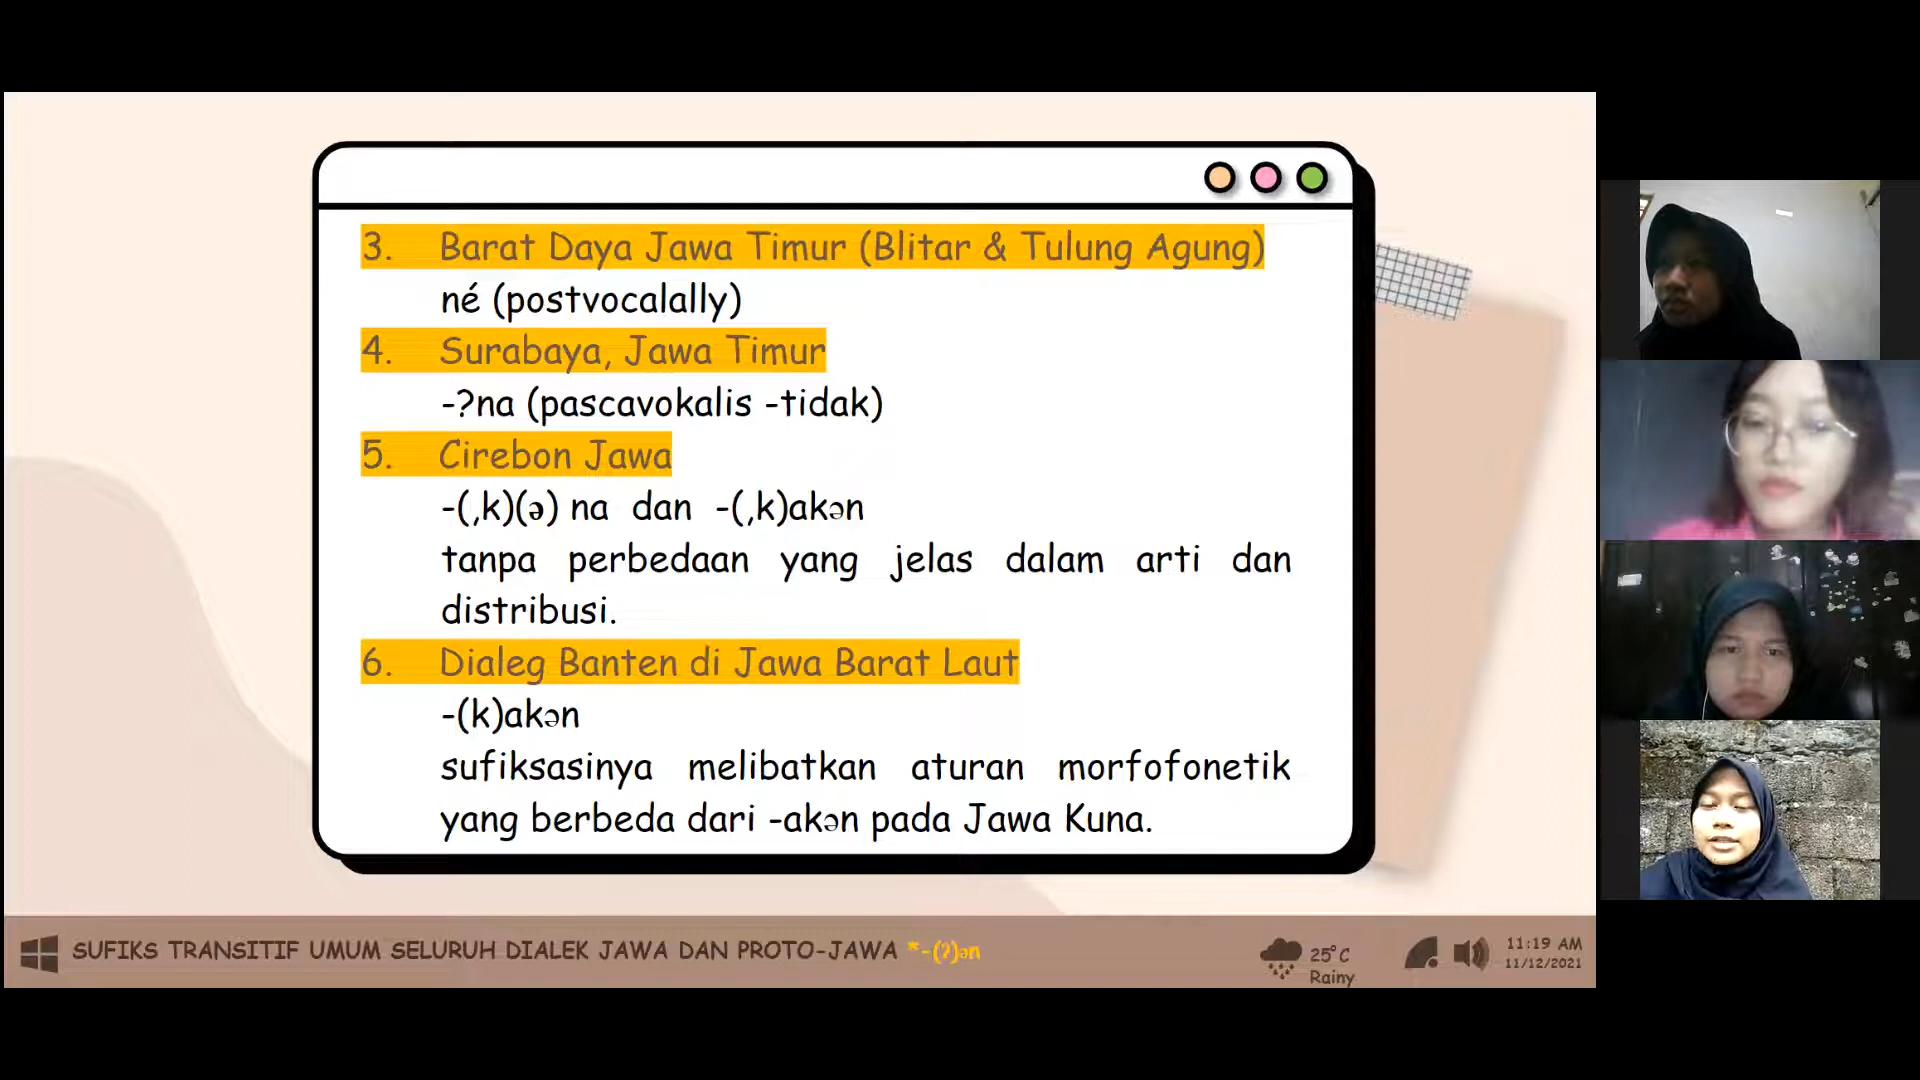 3. Barat Daya Jawa Timur (Blitar & Tulung Agung)
né (postvocalally)
4. Surabaya, Jawa Timur
-?na (pascavokalis -tidak)
5. Cirebon Jawa
-(,k)(ə) na dan -(,k)akən
tanpa perbedaan yang jelas dalam arti dan
distribusi.
6. Dialeg Banten di Jawa Barat Laut
-(k)akən
sufiksasinya melibatkan aturan morfofonetik
yang berbeda dari -akən pada Jawa Kuna.
SUFIKS TRANSITIF UMUM SELURUH DIALEK JAWA DAN PROTO-JAWA *-(?)ən
25°C
Rainy
11:19 AM
11/12/2021